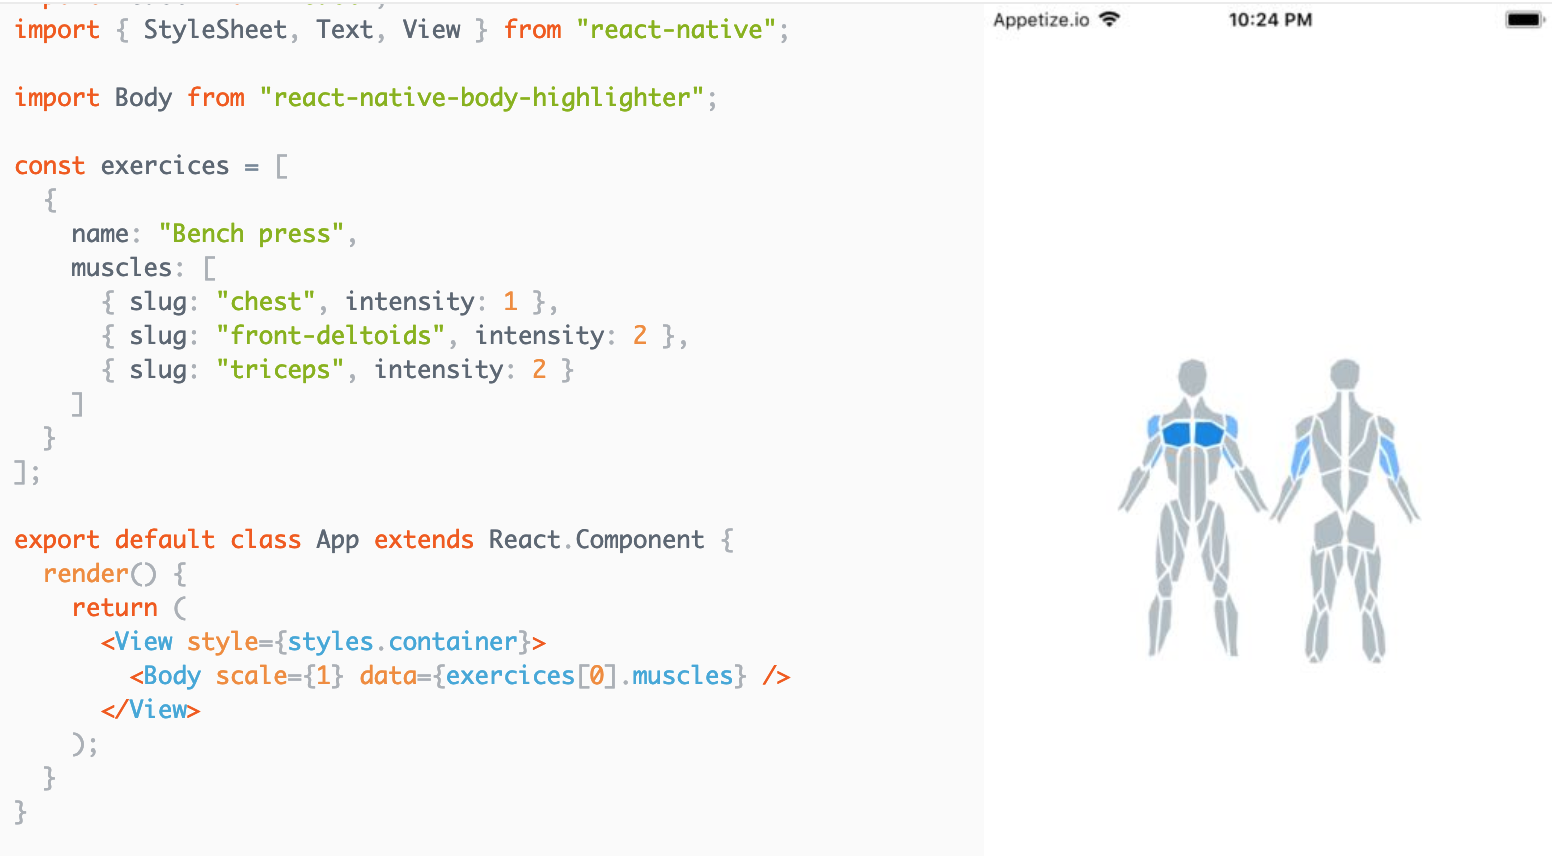 import { StyleSheet, Text, View } from "react-native";
import Body from "react-native-body-highlighter";
const exercices = [
{
name: "Bench press",
muscles: [
{ slug: "chest", intensity: 1 },
{ slug: "front-deltoids", intensity: 2 },
{ slug: "triceps", intensity: 2 }
]
}
];
export default class App extends React.Component {
render() {
return (
<View style={styles.container}>
<Body scale={1} data={exercices[0].muscles} />
</View>
);
}
}
Appetize.io 10:24 PM